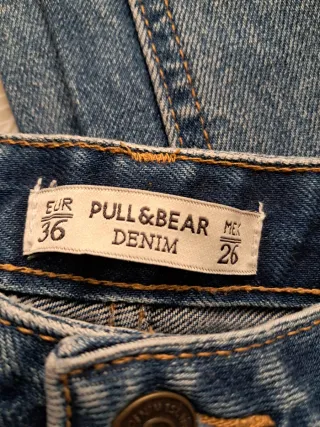 EUR
36
PULL&BEAR
DENIM
MEX
26